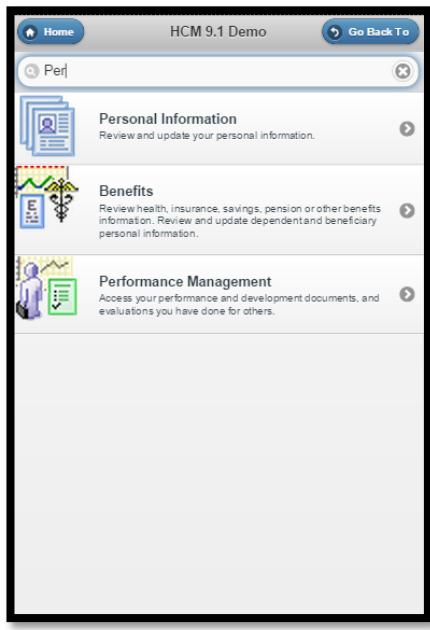 Home HCM 9.1 Demo Go Back To
Per
Personal Information
Review and update your personal information.
Benefits
Review health, insurance, savings, pension or other benefits
information. Review and update dependent and beneficiary
personal information.
E
Performance Management
Access your performance and development documents, and
evaluations you have done for others.